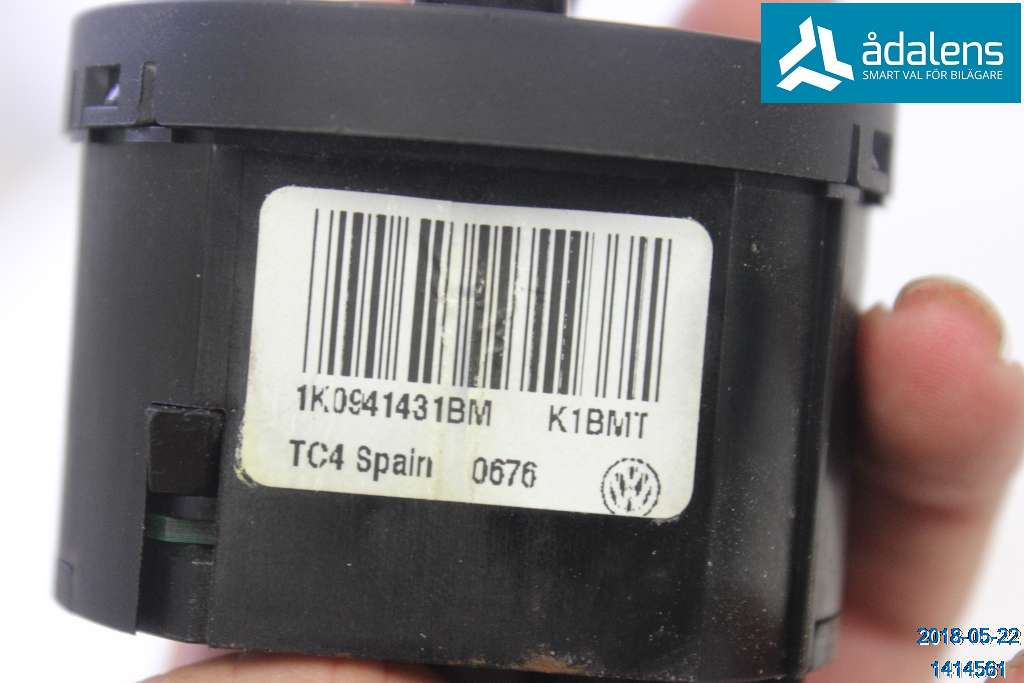 ådalens
SMART VAL FÖR BILÄGARE
1K0941431BM K1BMT
TC4 Spain 0676
2018-05-22
1414561